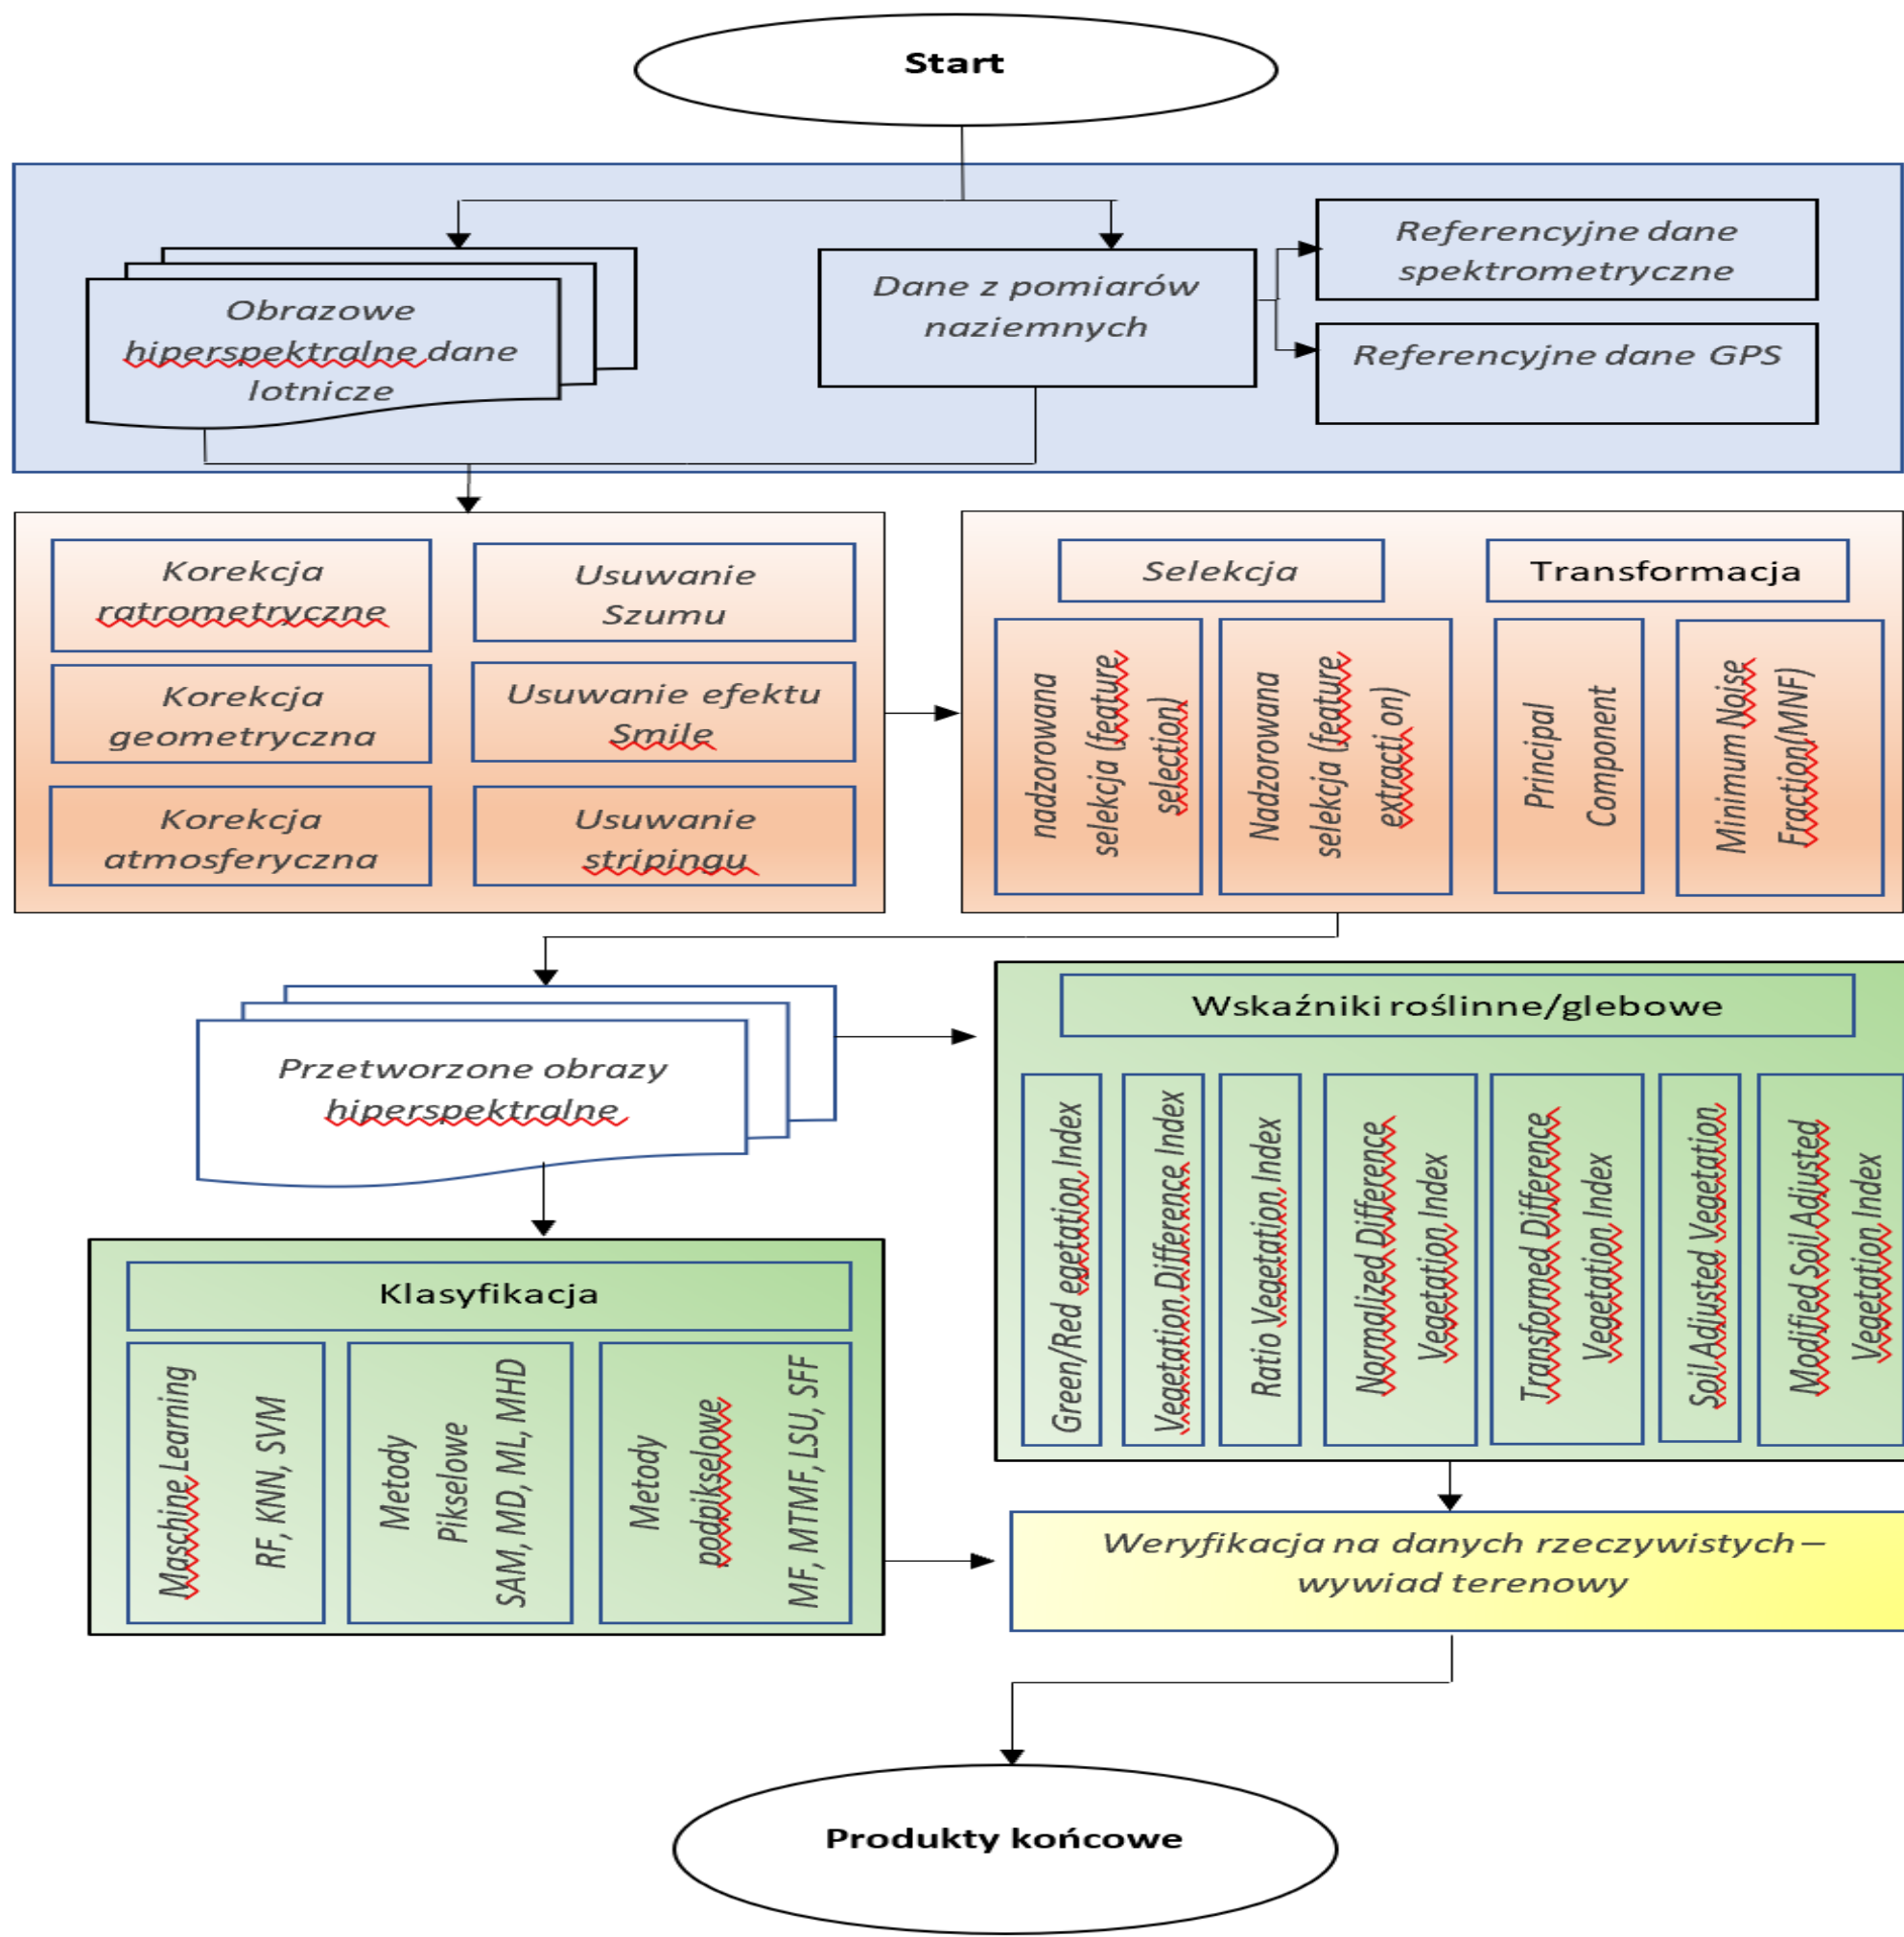 Start
Obrazowe
hiperspektralne dane
lotnicze
Dane z pomiarów
naziemnych
Referencyjne dane
spektrometryczne
Referencyjne dane GPS
Korekcja
ratrometryczne
Usuwanie
Szumu
Korekcja
geometryczna
Usuwanie efektu
Smile
Korekcja
atmosferyczna
Usuwanie
stripingu
Selekcja
Transformacja
nadzorowana
selekcja (feature
selection)
Nadzorowana
selekcja (feature
extracti on)
Principal
Component
Minimum Noise
Fraction(MNF)
Przetworzone obrazy
hiperspektralne
Wskaźniki roślinne/glebowe
Green/Red egetation Index
Vegetation Difference Index
Ratio Vegetation Index
Normalized Difference
Vegetation Index
Transformed Difference
Vegetation Index
Soil Adjusted Vegetation
Modified Soil Adjusted
Vegetation Index
Klasyfikacja
Maschine Learning
RF, KNN, SVM
Metody
Pikselowe
SAM, MD, ML, MHD
Metody
podpikselowe
MF, MTMF, LSU, SFF
Weryfikacja na danych rzeczywistych –
wywiad terenowy
Produkty końcowe